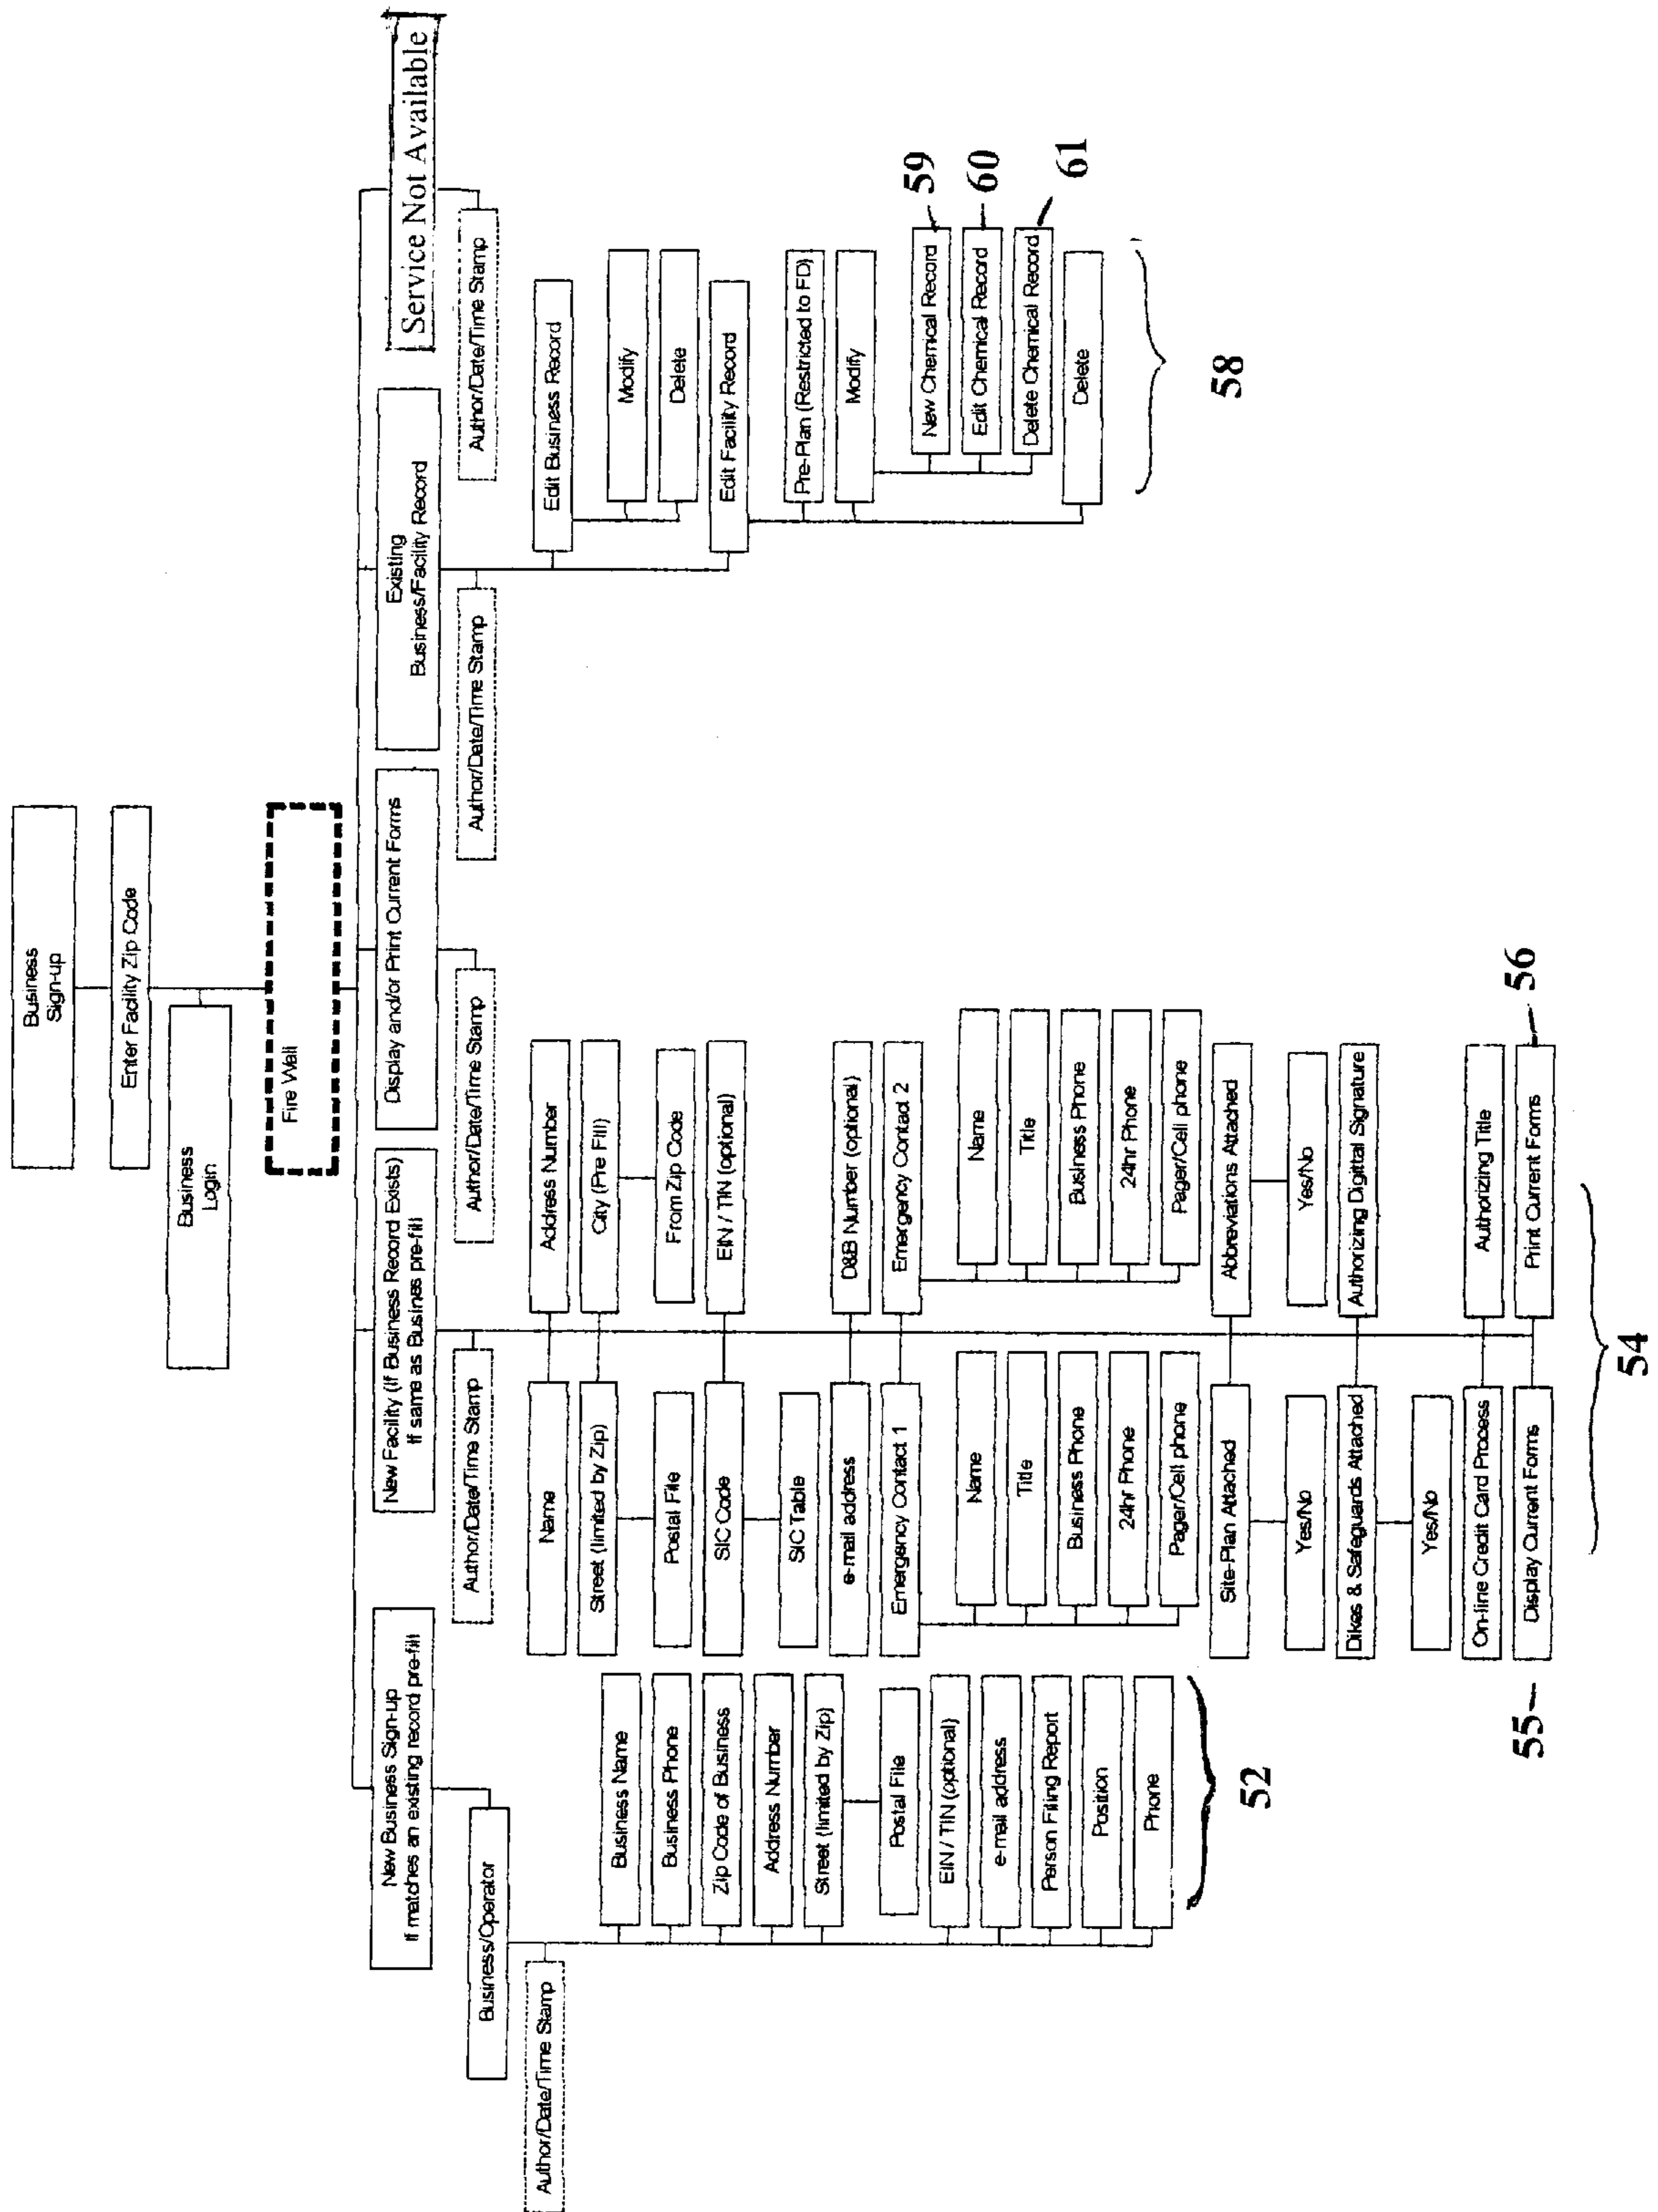 Business
Sign-up
Enter Facility Zip Code
Business
Login
Fire Wall
New Business Sign-up
If matches an existing record pre-fill
Business/Operator
Author/Date/Time Stamp
Business Name
Business Phone
Zip Code of Business
Address Number
Street (limited by Zip)
Postal File
EIN / TIN (optional)
e-mail address
Person Filing Report
Position
Phone
52
New Facility (If Business Record Exists)
If same as Busines pre-fill
Author/Date/Time Stamp
Name
Address Number
Street (limited by Zip)
City (Pre Fill)
Postal File
From Zip Code
SIC Code
EIN / TIN (optional)
SIC Table
e-mail address
D&B Number (optional)
Emergency Contact 1
Emergency Contact 2
Name
Title
Business Phone
24hr Phone
Pager/Cell phone
Name
Title
Business Phone
24hr Phone
Pager/Cell phone
Site-Plan Attached
Abbreviations Attached
Yes/No
Yes/No
Dikes & Safeguards Attached
Authorizing Digittal Signature
Yes/No
On-line Credit Card Process
Authorizing Title
Display Current Forms
Print Current Forms
55
56
54
Display and/or Print Current Forms
Author/Date/Time Stamp
Existing
Business/Facility Record
Author/Date/Time Stamp
Edit Business Record
Modify
Delete
Edit Facility Record
Pre-Plan (Restricted to FD)
Modify
New Chemical Record
59
Edit Chemical Record
60
Delete Chemical Record
61
Delete
58
Service Not Available
Author/Date/Time Stamp